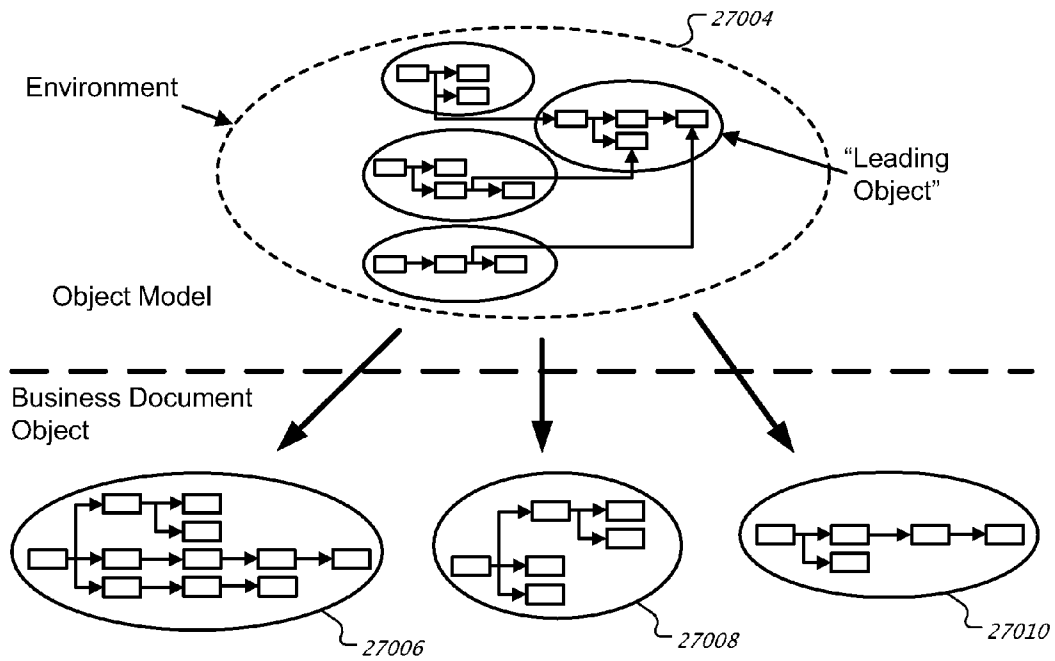 27004
Environment
“Leading
Object”
Object Model
Business Document
Object
27006
27008
27010